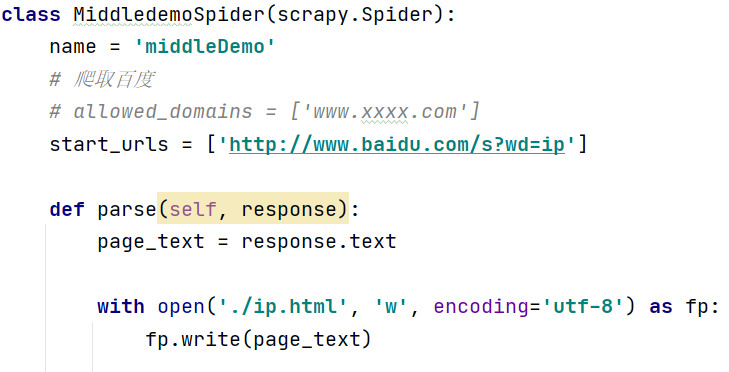 class MiddledemoSpider(scrapy.Spider):
    name = 'middleDemo'
    # 爬取百度
    # allowed_domains = ['www.xxxx.com']
    start_urls = ['http://www.baidu.com/s?wd=ip']

    def parse(self, response):
        page_text = response.text

        with open('./ip.html', 'w', encoding='utf-8') as fp:
            fp.write(page_text)